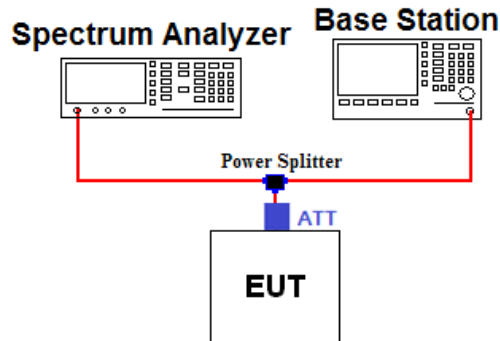 Spectrum Analyzer
Base Station
Power Splitter
ATT
EUT